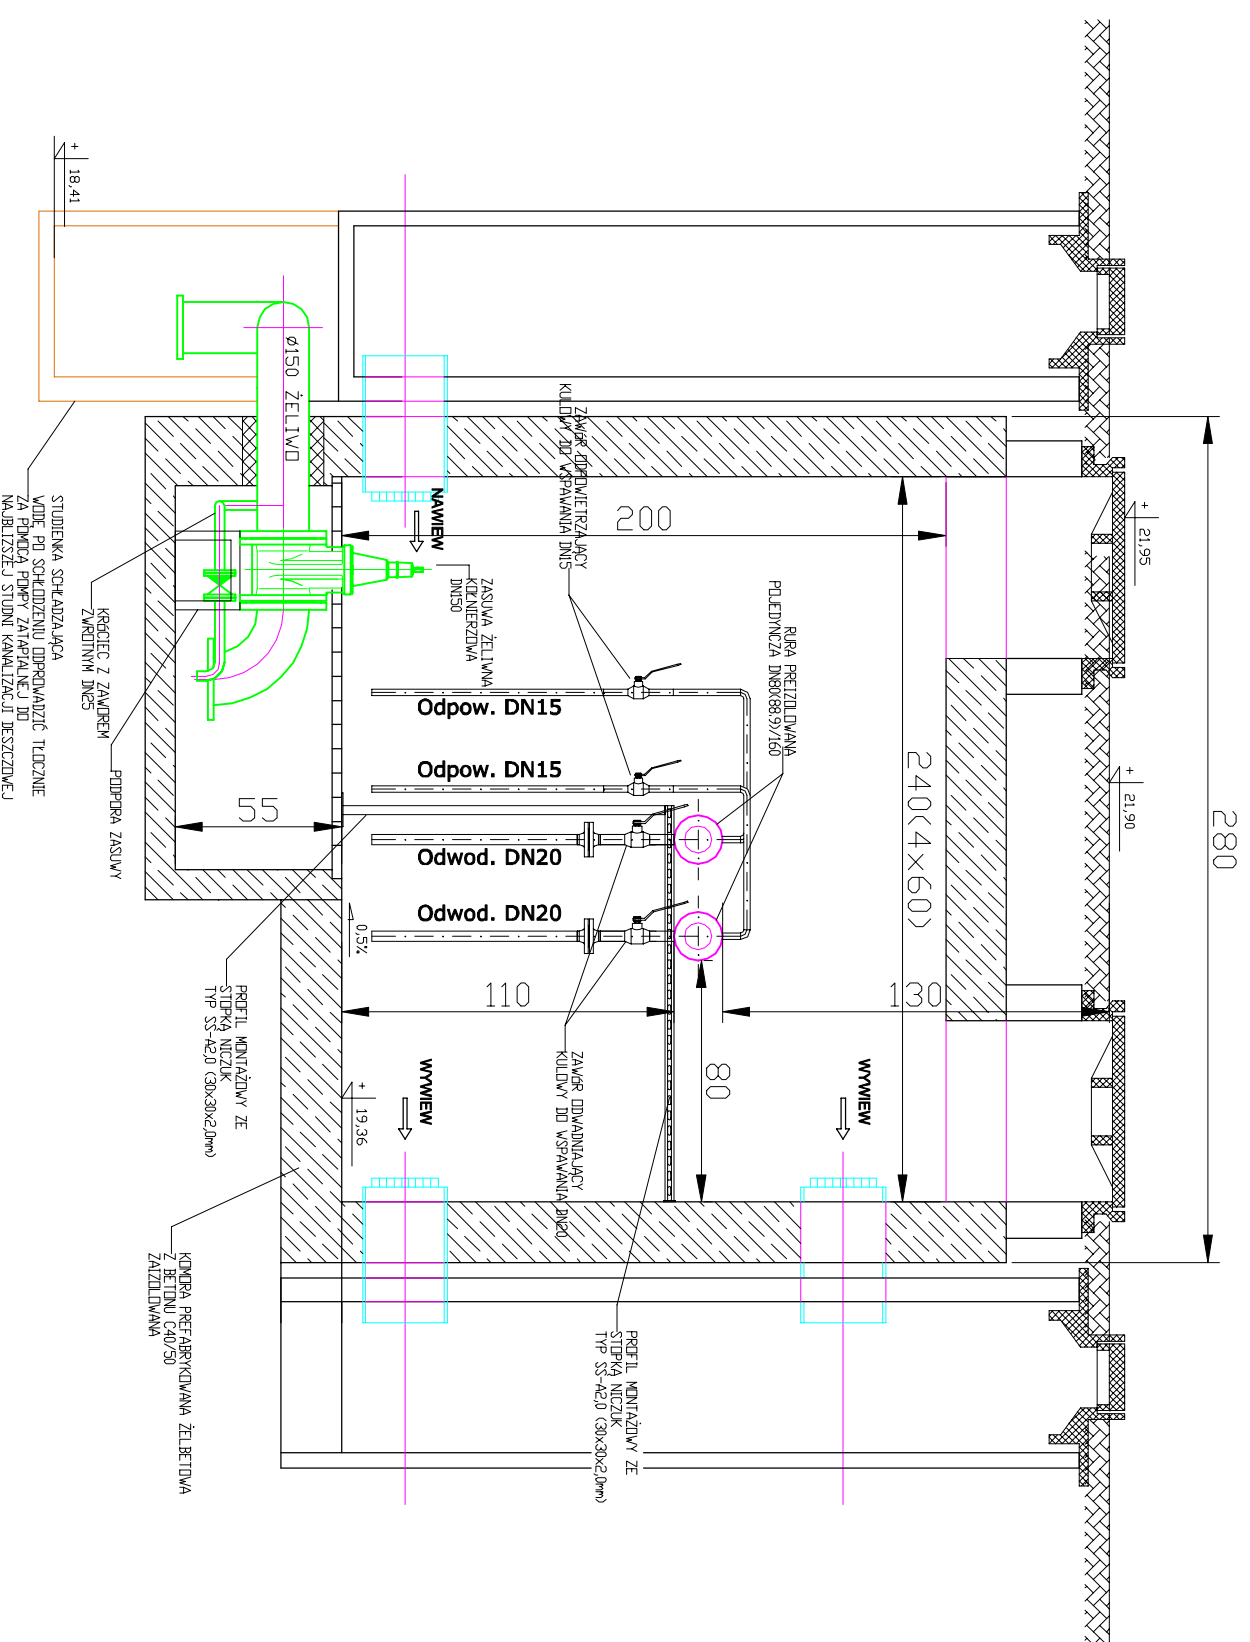 280
+ 21,95
+ 21,90
240(4×60)
200
130
80
110
55
RURA PREIZOLOWANA
POJEDYNCZA DN80(88,9)/160
ZAWÓR ODPOWIETRZAJĄCY
KULOWY DO WSPAWANIA DN15
NAWIEW
ZASUWA ŻELIWNA
KOŁNIERZOWA
DN150
Ø150 ŻELIWO
Odpow. DN15
Odpow. DN15
Odwod. DN20
Odwod. DN20
WYWIEW
WYWIEW
ZAWÓR ODWADNIAJĄCY
KULOWY DO WSPAWANIA DN20
PROFIL MONTAŻOWY ZE
STOPKĄ NICZUK
TYP SS-A2,0 (30x30x2,0mm)
0,5%
+ 19,36
+ 18,41
PROFIL MONTAŻOWY ZE
STOPKĄ NICZUK
TYP SS-A2,0 (30x30x2,0mm)
KOMORA PREFABRYKOWANA ŻELBETOWA
Z BETONU C40/50
ZAIZOLOWANA
PODPORA ZASUWY
KRÓCIEC Z ZAWOREM
ZWROTNYM DN25
STUDIENKA SCHŁADZAJĄCA
WODĘ PO SCHŁODZENIU ODPROWADZIĆ TŁOCZNIE
ZA POMOCĄ POMPY ZATAPIALNEJ DO
NAJBLIŻSZEJ STUDNI KANALIZACJI DESZCZOWEJ